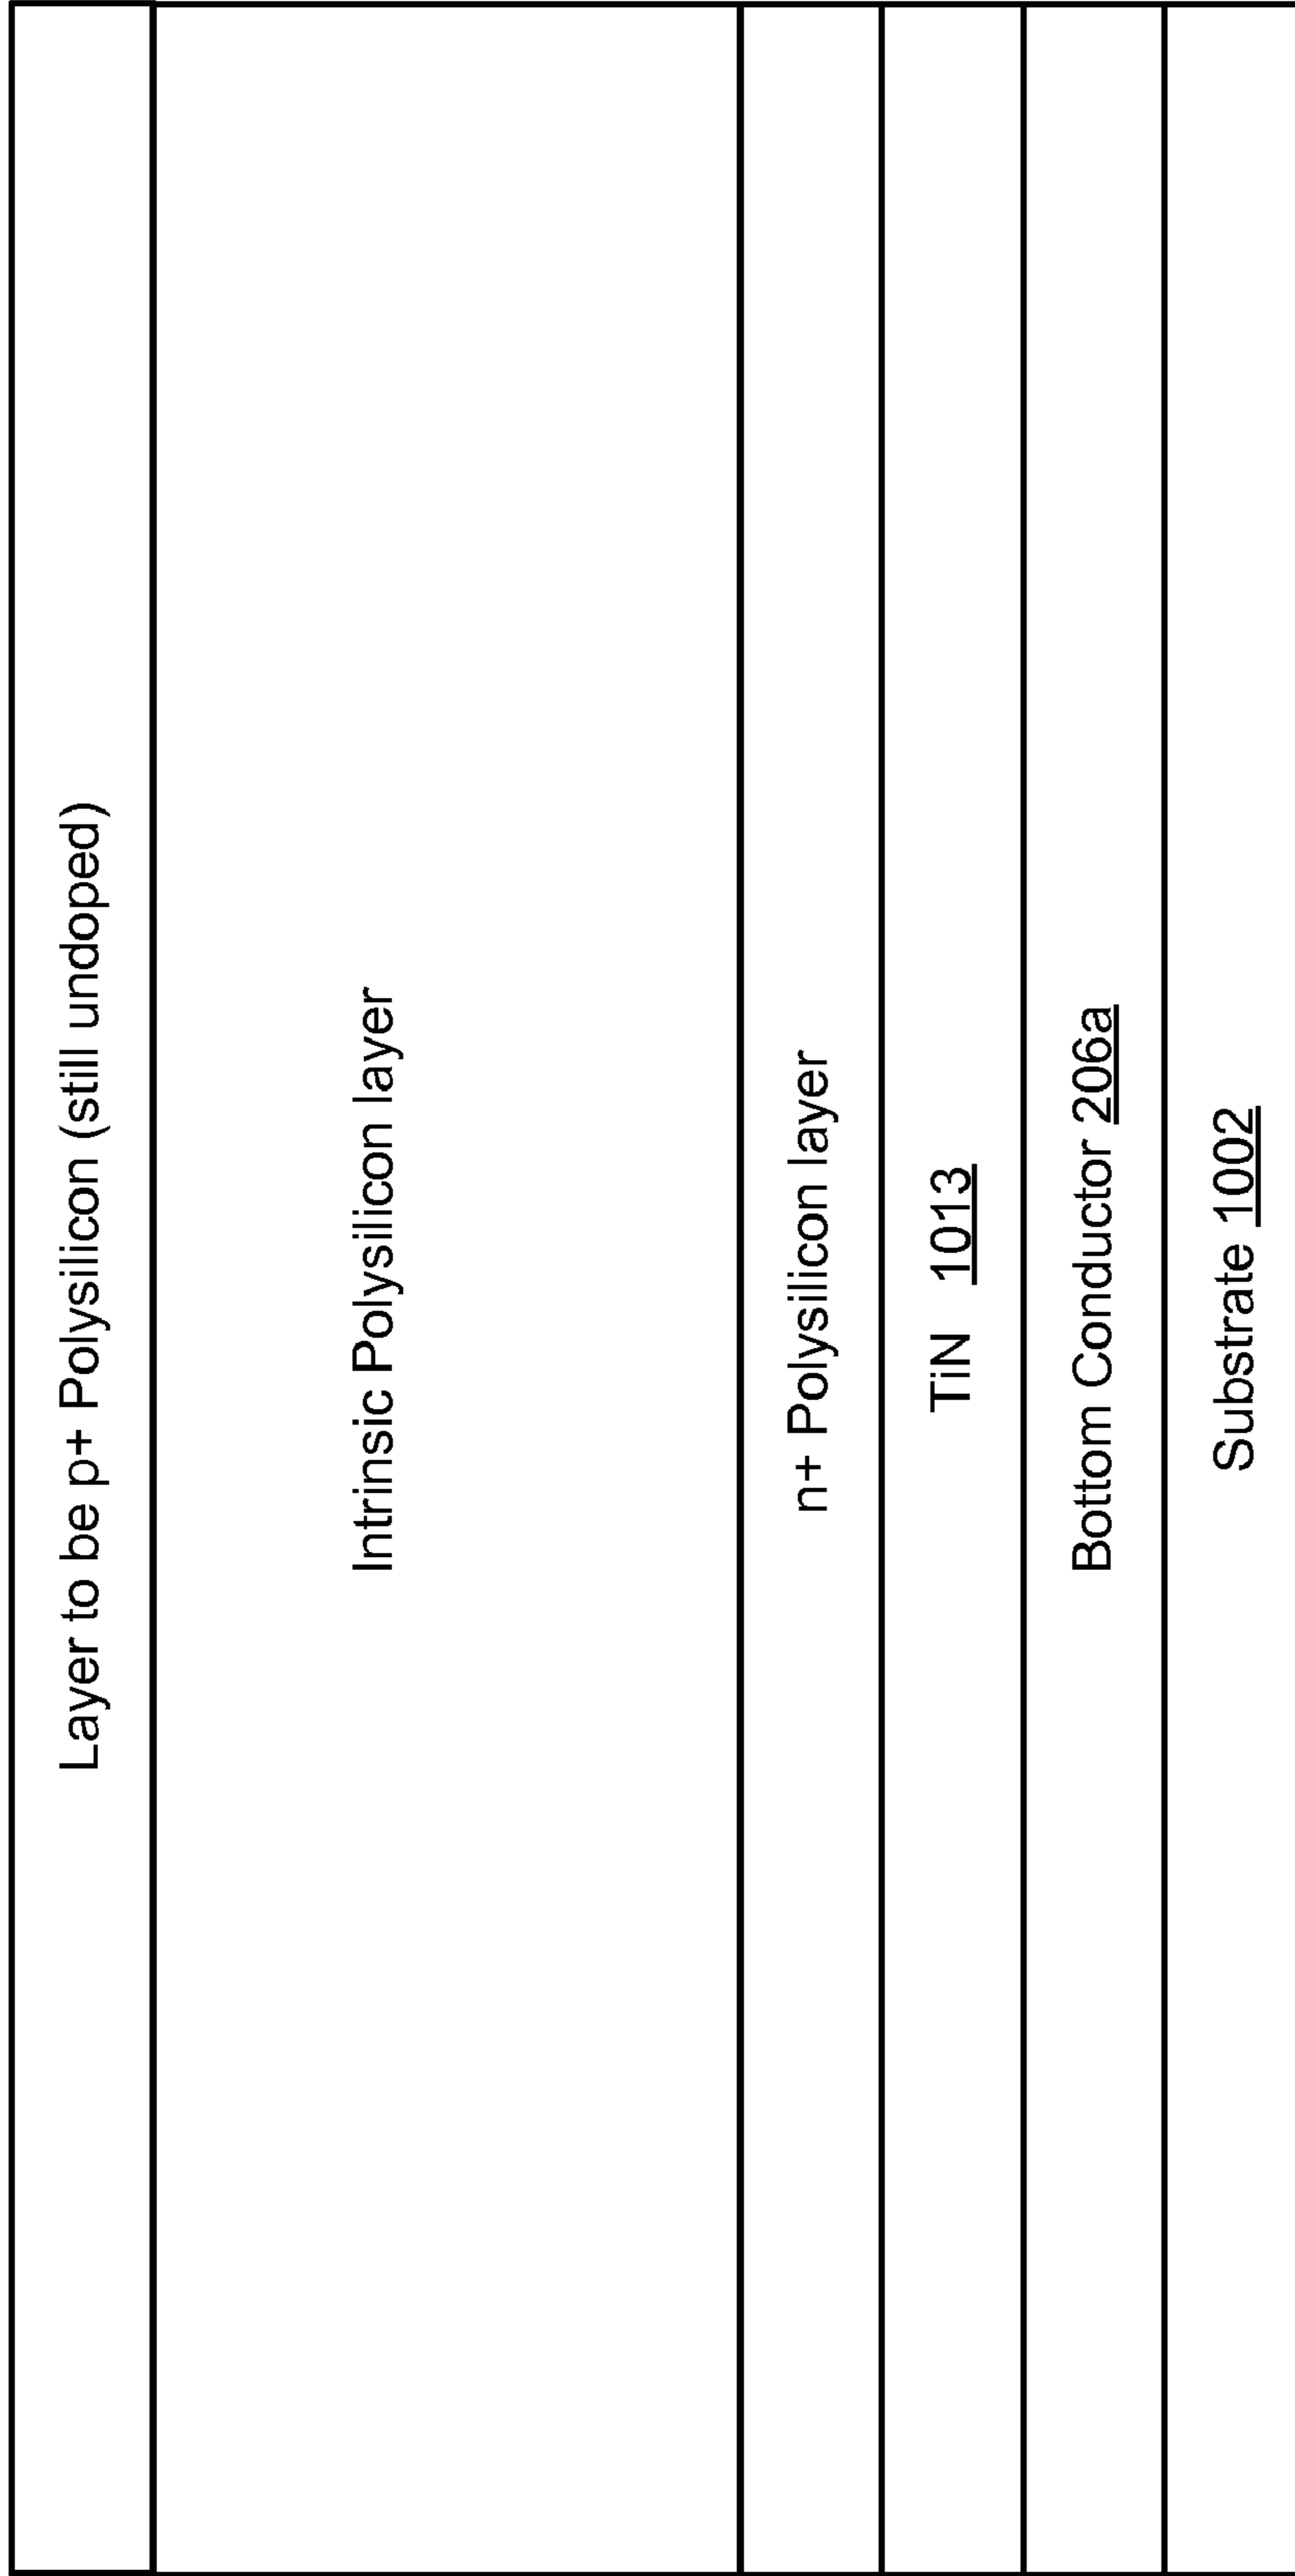 Layer to be p+ Polysilicon (still undoped)
Intrinsic Polysilicon layer
n+ Polysilicon layer
TiN 1013
Bottom Conductor 206a
Substrate 1002